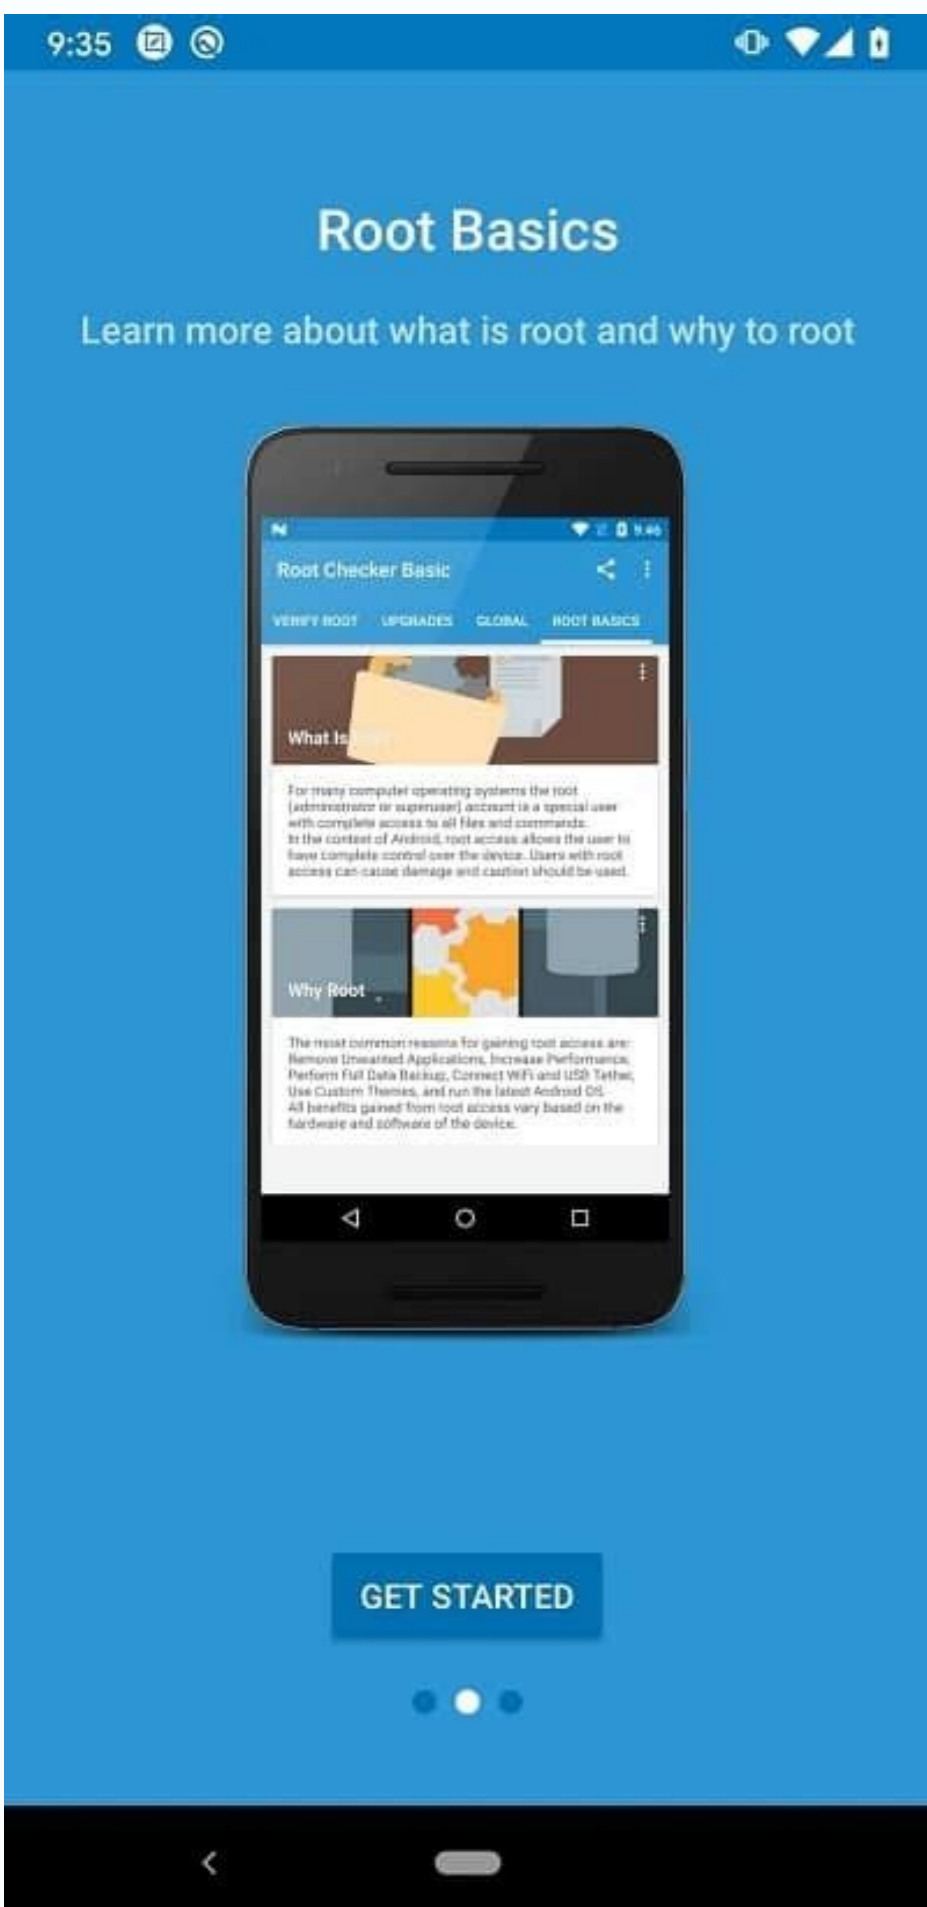 9:35
Root Basics
Learn more about what is root and why to root
9:46
Root Checker Basic
VERIFY ROOT UPGRADES GLOBAL ROOT BASICS
What Is
For many computer operating systems the root
(administrator or superuser) account is a special user
with complete access to all files and commands.
In the context of Android, root access allows the user to
have complete control over the device. Users with root
access can cause damage and caution should be used.
Why Root
The most common reasons for gaining root access are:
Remove Unwanted Applications, Increase Performance,
Perform Full Data Backup, Connect WiFi and USB Tether,
Use Custom Themes, and run the latest Android OS.
All benefits gained from root access vary based on the
hardware and software of the device.
GET STARTED